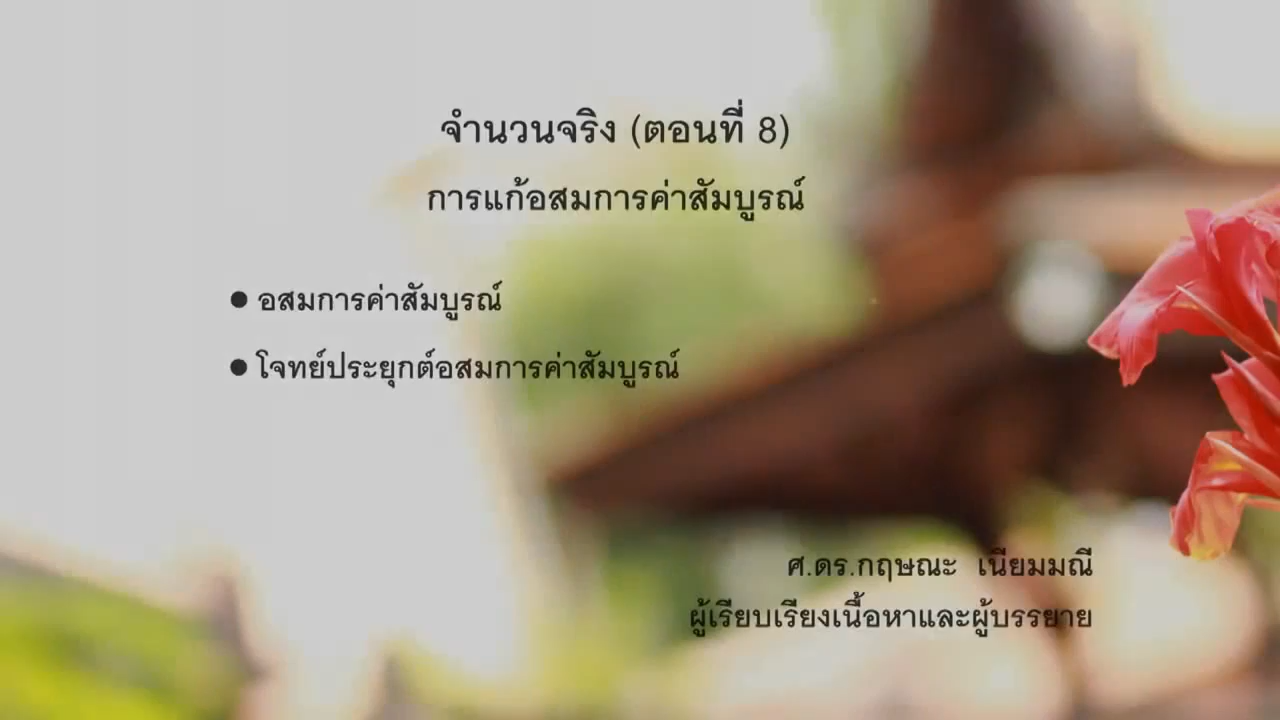 จำนวนจริง (ตอนที่ 8)
การแก้อสมการค่าสัมบูรณ์
● อสมการค่าสัมบูรณ์
● โจทย์ประยุกต์อสมการค่าสัมบูรณ์
ศ.ดร.กฤษณะ เนียมมณี
ผู้เรียบเรียงเนื้อหาและผู้บรรยาย